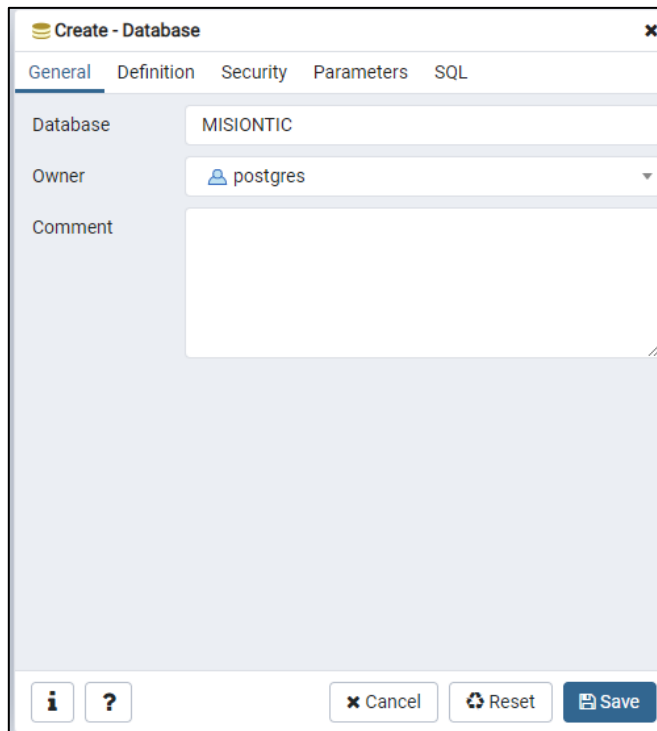 Create - Database
General Definition Security Parameters SQL
Database MISIONTIC
Owner postgres
Comment
i ? Cancel Reset Save